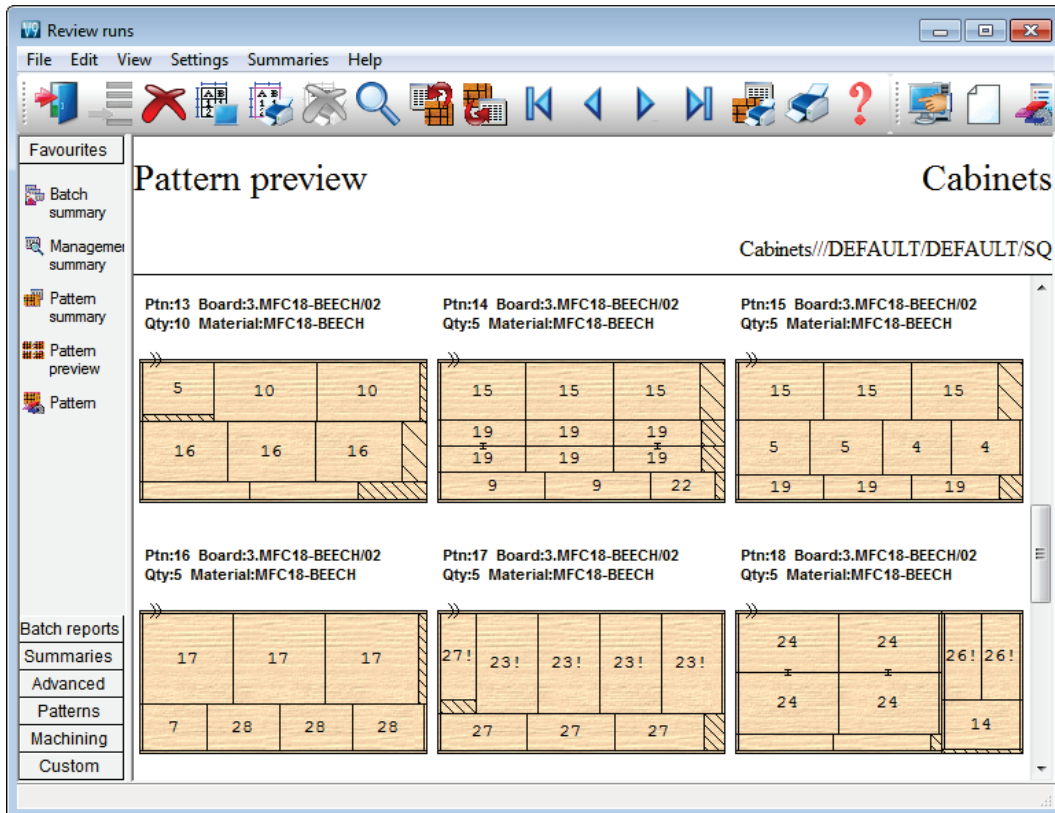 V9 Review runs
File Edit View Settings Summaries Help
Favourites
Batch
summary
Managemer
summary
Pattern
summary
Pattern
preview
Pattern
Batch reports
Summaries
Advanced
Patterns
Machining
Custom
Pattern preview Cabinets
Cabinets///DEFAULT/DEFAULT/SQ
Ptn:13 Board:3.MFC18-BEECH/02
Qty:10 Material:MFC18-BEECH
5 10 10
16 16 16
Ptn:14 Board:3.MFC18-BEECH/02
Qty:5 Material:MFC18-BEECH
15 15 15
19 19 19
19 19 19
9 9 22
Ptn:15 Board:3.MFC18-BEECH/02
Qty:5 Material:MFC18-BEECH
15 15 15
5 5 4 4
19 19 19
Ptn:16 Board:3.MFC18-BEECH/02
Qty:5 Material:MFC18-BEECH
17 17 17
7 28 28 28
Ptn:17 Board:3.MFC18-BEECH/02
Qty:5 Material:MFC18-BEECH
27! 23! 23! 23! 23!
27 27 27
Ptn:18 Board:3.MFC18-BEECH/02
Qty:5 Material:MFC18-BEECH
24 24 26! 26!
24 24 14